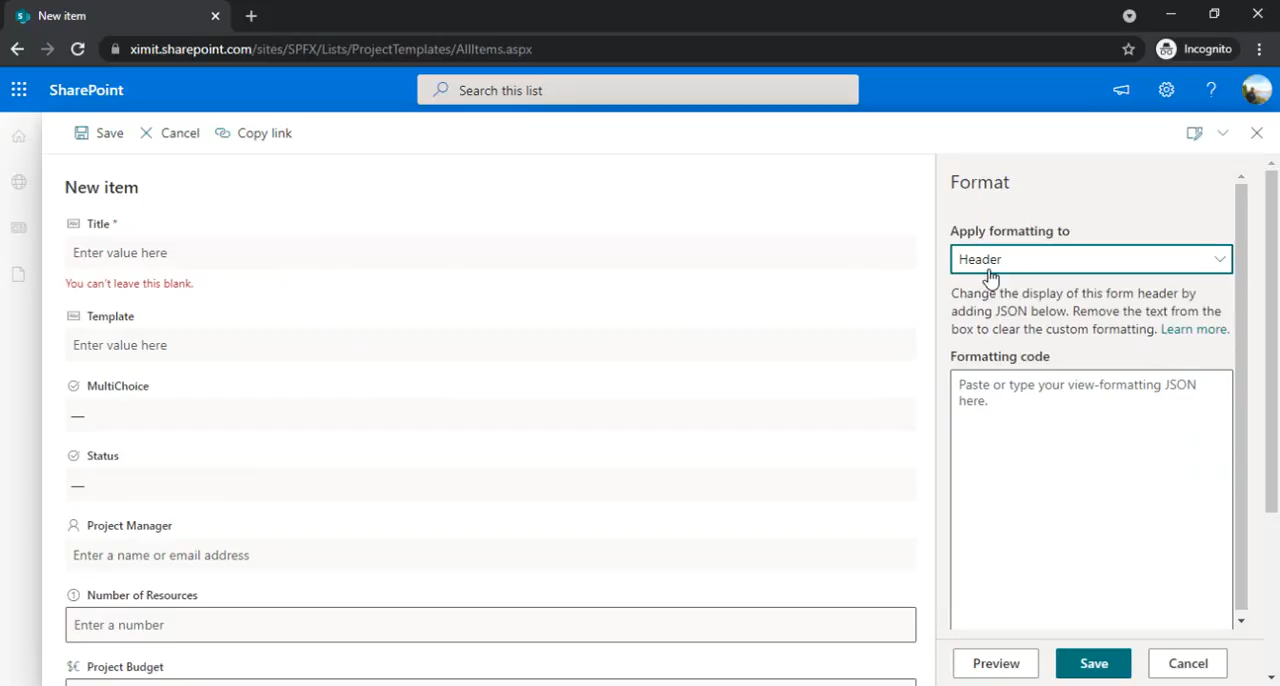 New item
ximit.sharepoint.com/sites/SPFX/Lists/ProjectTemplates/AllItems.aspx
Incognito
SharePoint
Search this list
Save Cancel Copy link
New item
Title *
Enter value here
You can't leave this blank.
Template
Enter value here
MultiChoice
—
Status
—
Project Manager
Enter a name or email address
Number of Resources
Enter a number
Project Budget
Format
Apply formatting to
Header
Change the display of this form header by
adding JSON below. Remove the text from the
box to clear the custom formatting. Learn more.
Formatting code
Paste or type your view-formatting JSON
here.
Preview Save Cancel